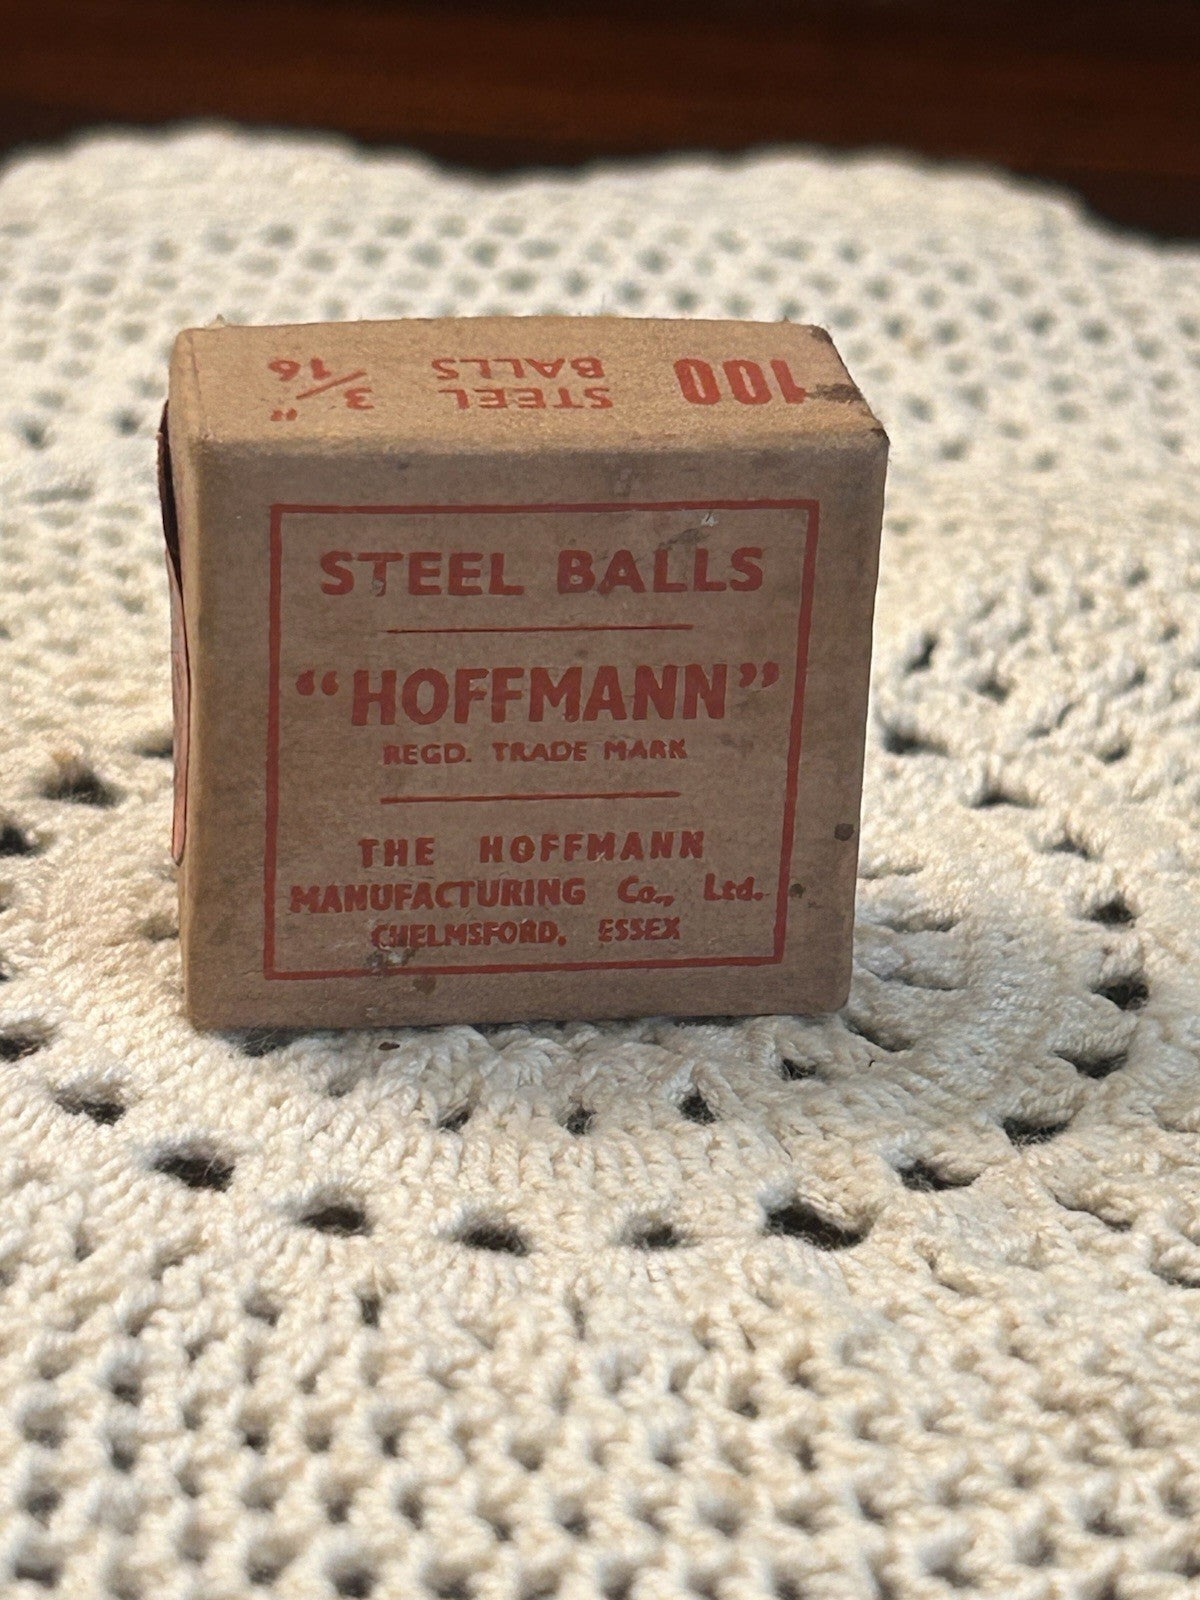 100 STEEL BALLS 3/16"
STEEL BALLS
"HOFFMANN"
REGD. TRADE MARK
THE HOFFMANN
MANUFACTURING Co., Ltd.
CHELMSFORD, ESSEX